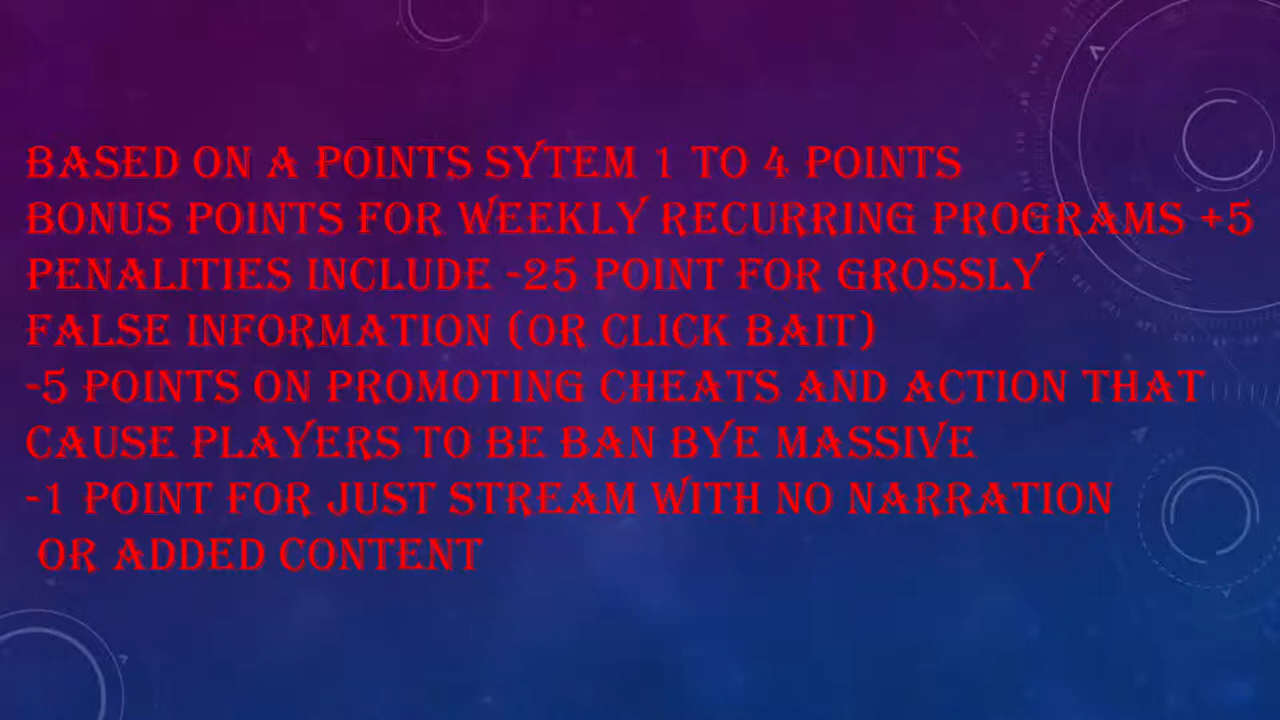 BASED ON A POINTS SYTEM 1 TO 4 POINTS
BONUS POINTS FOR WEEKLY RECURRING PROGRAMS +5
PENALITIES INCLUDE -25 POINT FOR GROSSLY
FALSE INFORMATION (OR CLICK BAIT)
-5 POINTS ON PROMOTING CHEATS AND ACTION THAT
CAUSE PLAYERS TO BE BAN BYE MASSIVE
-1 POINT FOR JUST STREAM WITH NO NARRATION
OR ADDED CONTENT